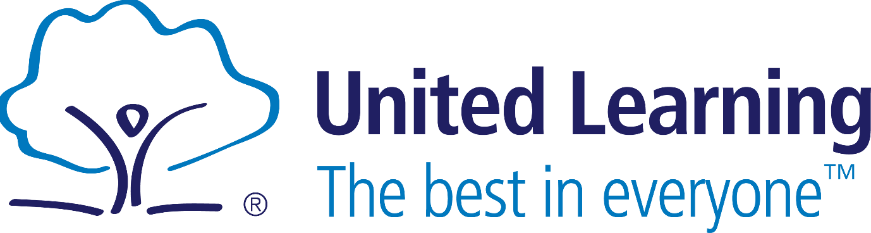 United Learning
The best in everyone™
®